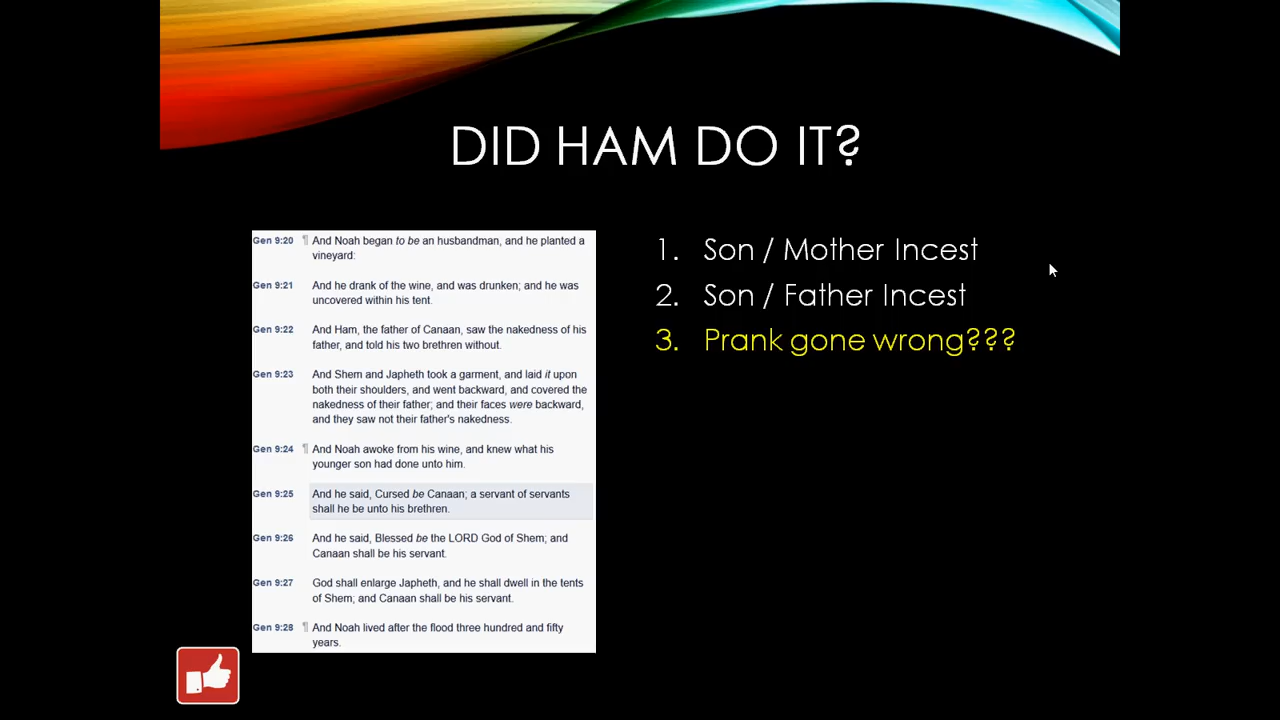 DID HAM DO IT?
Gen 9:20 ¶ And Noah began to be an husbandman, and he planted a
vineyard:
Gen 9:21 And he drank of the wine, and was drunken; and he was
uncovered within his tent.
Gen 9:22 And Ham, the father of Canaan, saw the nakedness of his
father, and told his two brethren without.
Gen 9:23 And Shem and Japheth took a garment, and laid it upon
both their shoulders, and went backward, and covered the
nakedness of their father; and their faces were backward,
and they saw not their father's nakedness.
Gen 9:24 ¶ And Noah awoke from his wine, and knew what his
younger son had done unto him.
Gen 9:25 And he said, Cursed be Canaan; a servant of servants
shall he be unto his brethren.
Gen 9:26 And he said, Blessed be the LORD God of Shem; and
Canaan shall be his servant.
Gen 9:27 God shall enlarge Japheth, and he shall dwell in the tents
of Shem; and Canaan shall be his servant.
Gen 9:28 ¶ And Noah lived after the flood three hundred and fifty
years.
1. Son / Mother Incest
2. Son / Father Incest
3. Prank gone wrong???